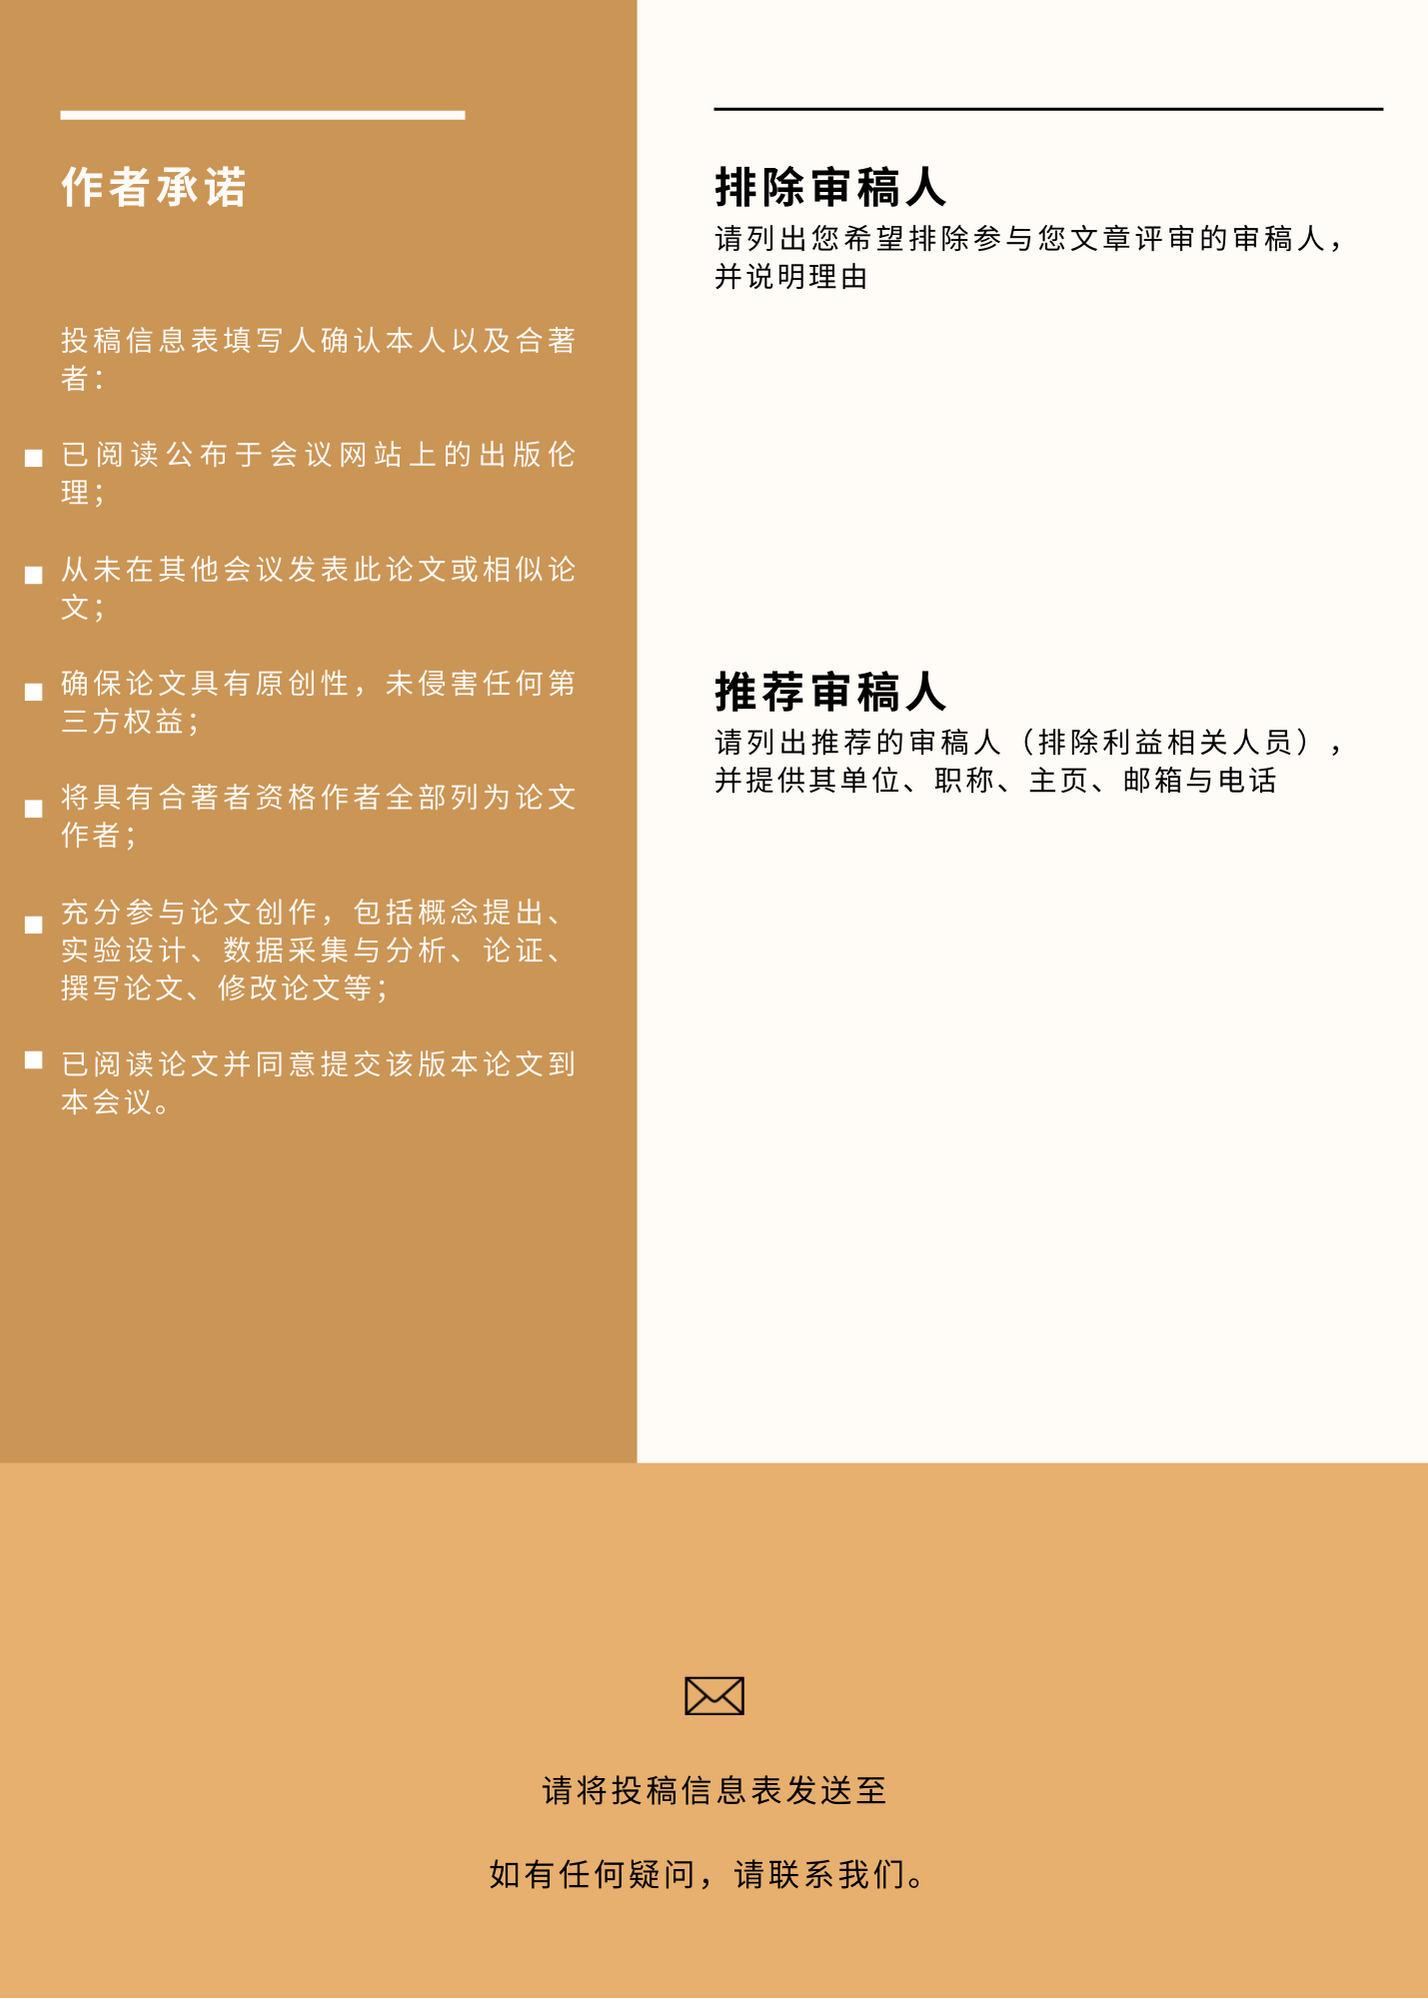 作者承诺
投稿信息表填写人确认本人以及合著
者：
已阅读公布于会议网站上的出版伦
理；
从未在其他会议发表此论文或相似论
文；
确保论文具有原创性，未侵害任何第
三方权益；
将具有合著者资格作者全部列为论文
作者；
充分参与论文创作，包括概念提出、
实验设计、数据采集与分析、论证、
撰写论文、修改论文等；
已阅读论文并同意提交该版本论文到
本会议。
排除审稿人
请列出您希望排除参与您文章评审的审稿人，
并说明理由
推荐审稿人
请列出推荐的审稿人（排除利益相关人员），
并提供其单位、职称、主页、邮箱与电话
请将投稿信息表发送至
如有任何疑问，请联系我们。